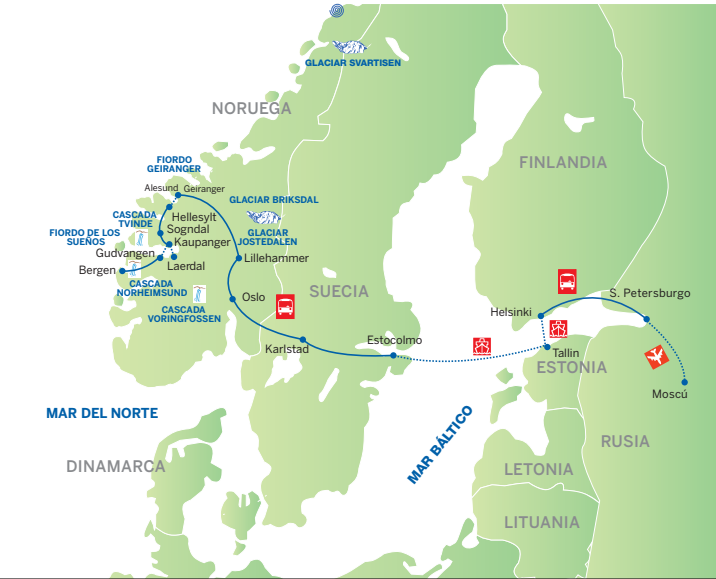 GLACIAR SVARTISEN
NORUEGA
FINLANDIA
FIORDO
GEIRANGER
Alesund
Geiranger
GLACIAR BRIKSDAL
CASCADA
TVINDE
Hellesylt
Sogndal
FIORDO DE LOS
SUEÑOS
GLACIAR
JOSTEDALEN
Kaupanger
Gudvangen
Lillehammer
Laerdal
Bergen
CASCADA
NORHEIMSUND
CASCADA
VORINGFOSSEN
Oslo
SUECIA
S. Petersburgo
Helsinki
Karlstad
Estocolmo
Tallin
ESTONIA
Moscú
MAR DEL NORTE
MAR BÁLTICO
RUSIA
DINAMARCA
LETONIA
LITUANIA